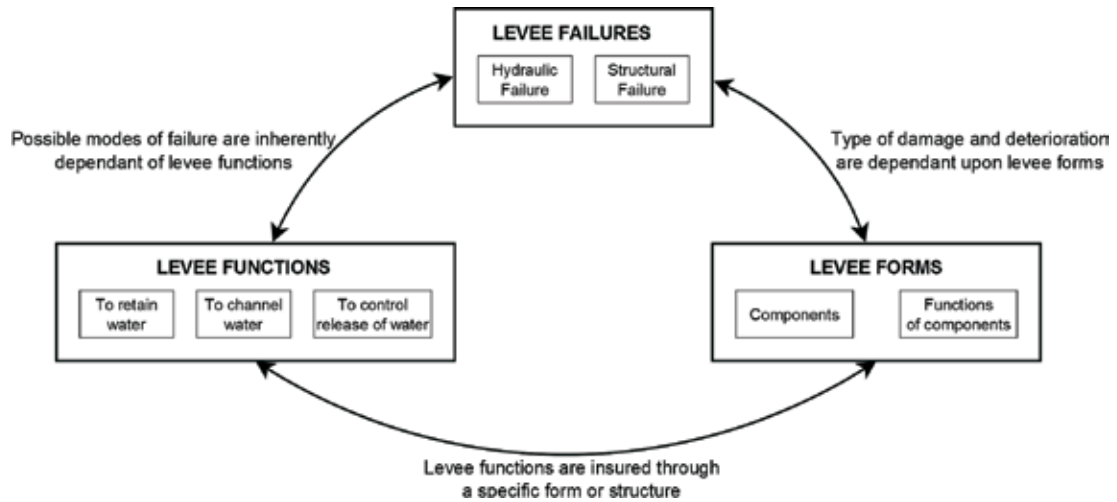 LEVEE FAILURES
Hydraulic
Failure
Structural
Failure
Possible modes of failure are inherently
dependant of levee functions
Type of damage and deterioration
are dependant upon levee forms
LEVEE FUNCTIONS
To retain
water
To channel
water
To control
release of water
LEVEE FORMS
Components
Functions
of components
Levee functions are insured through
a specific form or structure